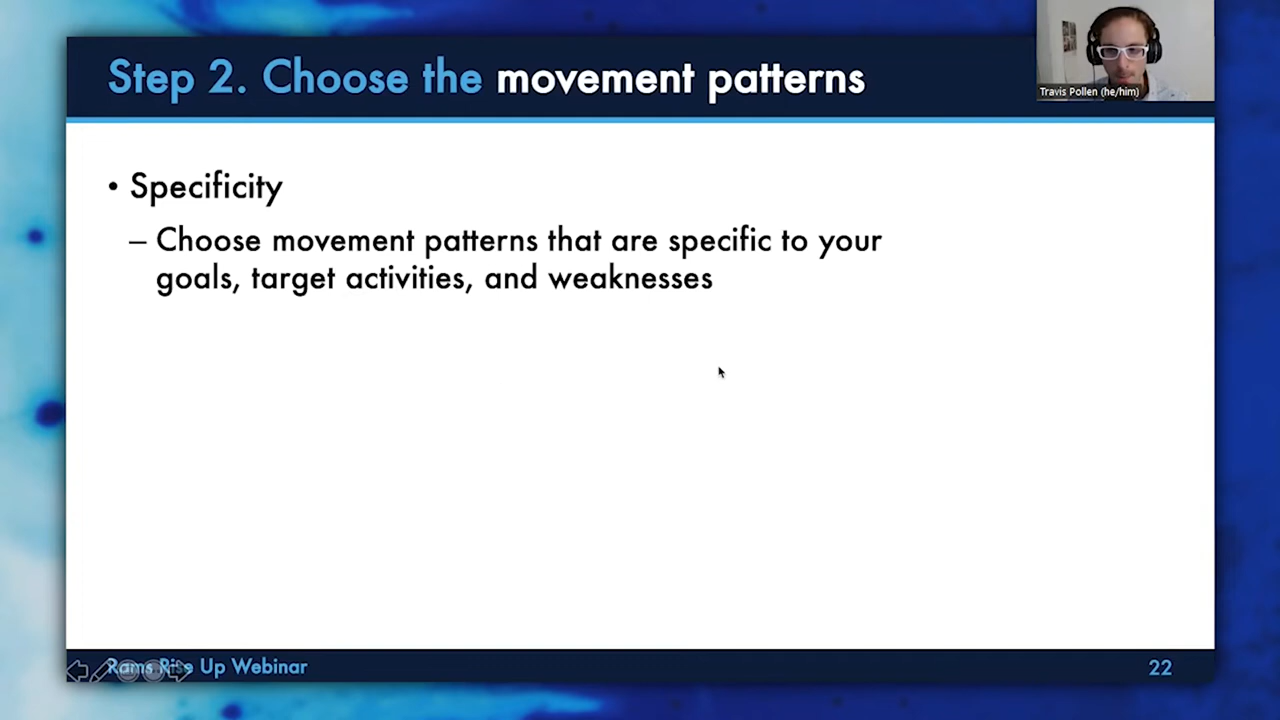 Step 2. Choose the movement patterns
Travis Pollen (he/him)
• Specificity
– Choose movement patterns that are specific to your
goals, target activities, and weaknesses
Rams Rise Up Webinar
22